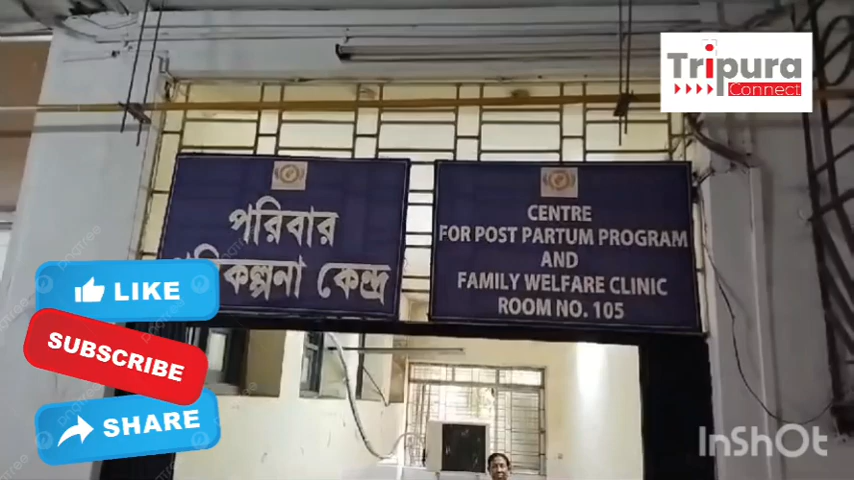 Tripura
Connect
পরিবার
পরিকল্পনা কেন্দ্র
CENTRE
FOR POST PARTUM PROGRAM
AND
FAMILY WELFARE CLINIC
ROOM NO. 105
LIKE
SUBSCRIBE
SHARE
InShOt